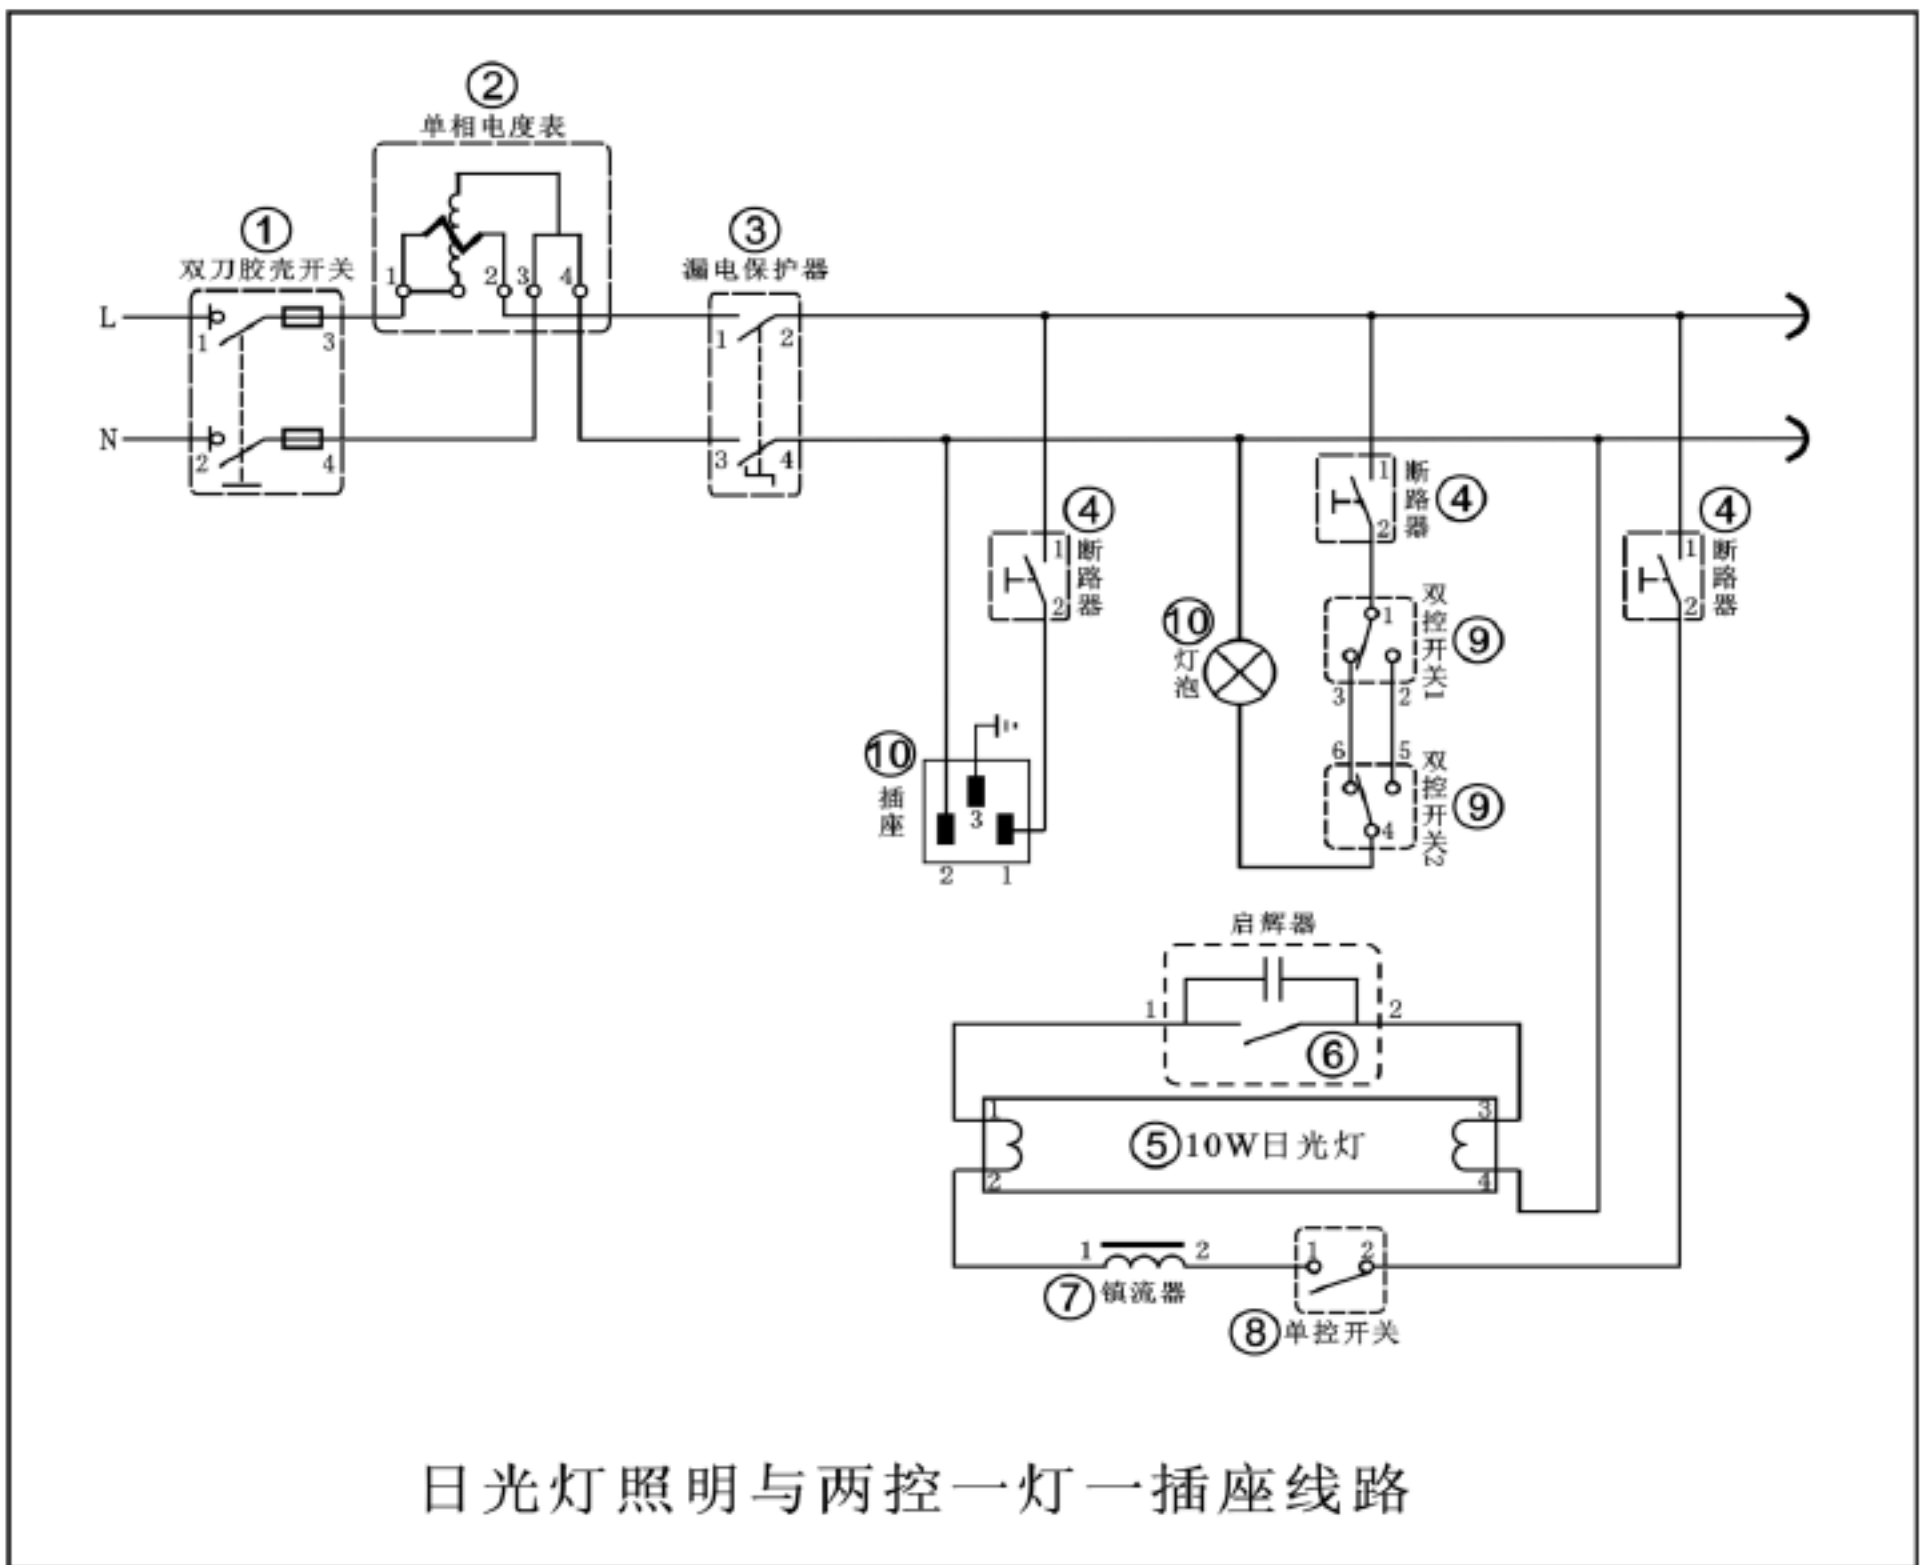 ②
单相电度表
①
双刀胶壳开关
③
漏电保护器
1 2 3 4
L
1 3
1 2
N
2 4
3 4
1
断路器
④
2
④
1
断路器
2
④
1
断路器
2
双控开关1
⑨
1
3 2
⑩
灯泡
6 5
双控开关2
⑨
4
⑩
插座
3
2 1
启辉器
1 2
⑥
1 3
⑤10W日光灯
2 4
1 2
⑦镇流器
1 2
⑧单控开关
日光灯照明与两控一灯一插座线路